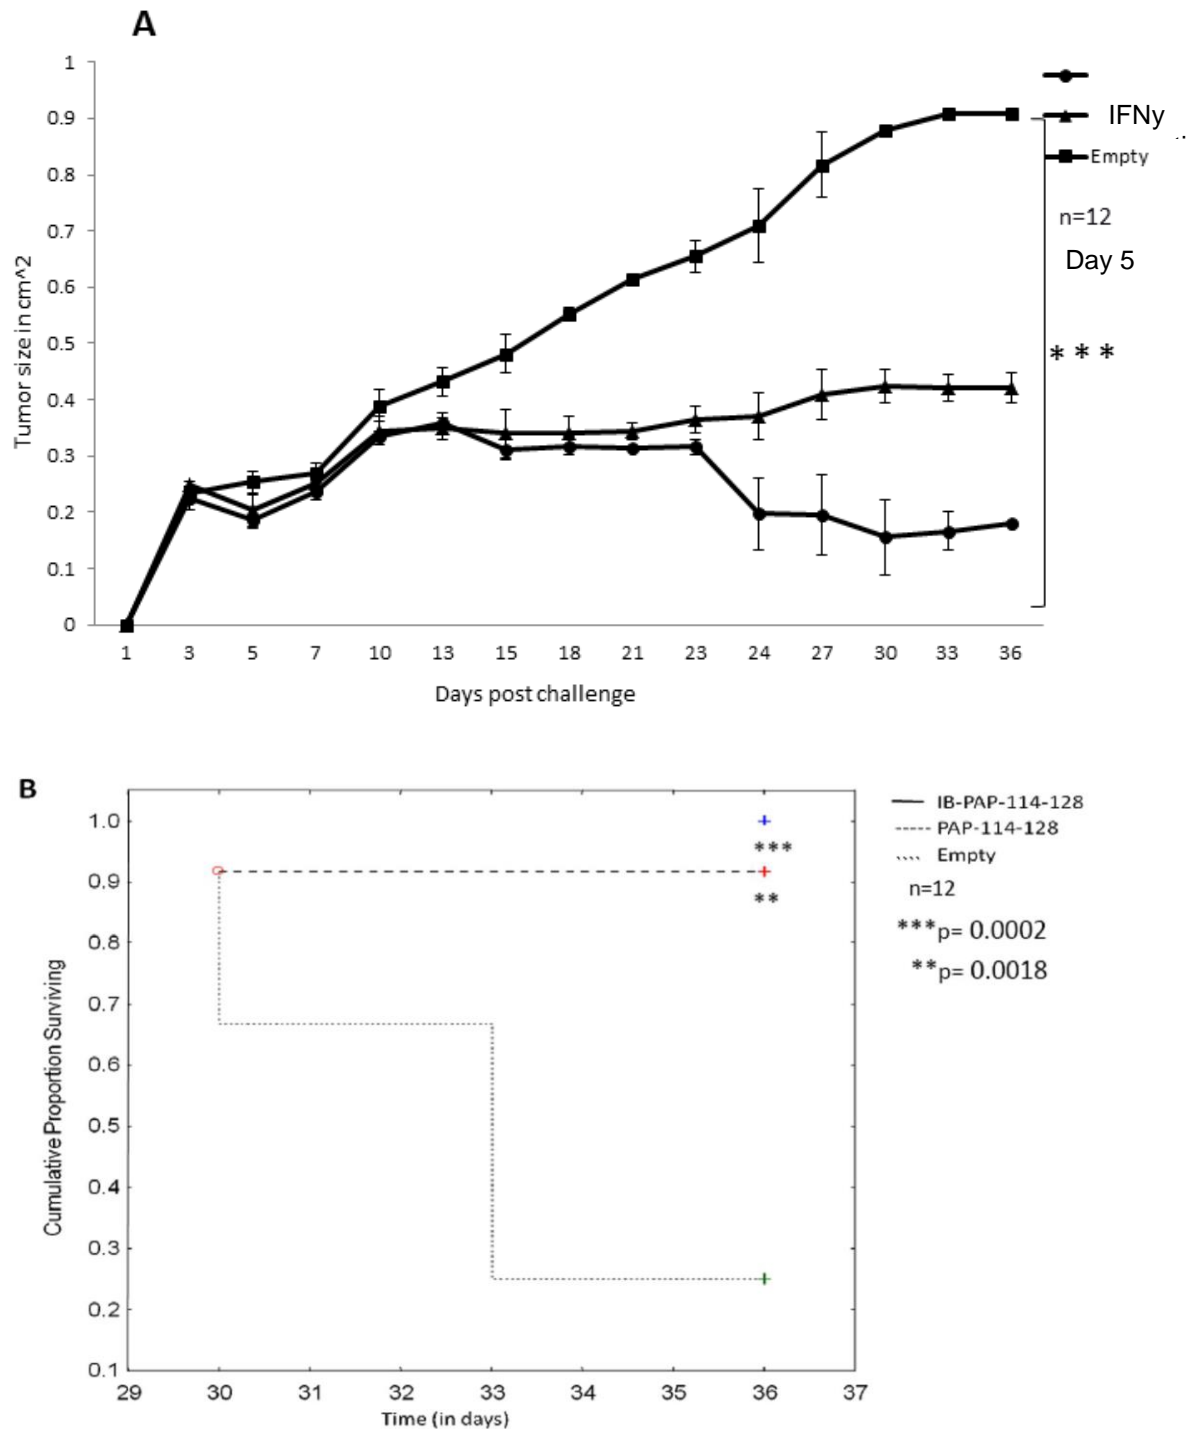 A
1
0.9
0.8
0.7
0.6
0.5
0.4
0.3
0.2
0.1
0
Tumor size in cm^2
1 3 5 7 10 13 15 18 21 23 24 27 30 33 36
Days post challenge
IFNy
Empty
n=12
Day 5
* * *
B
1.0
0.9
0.8
0.7
0.6
0.5
0.4
0.3
0.2
0.1
Cumulative Proportion Surviving
***
**
29 30 31 32 33 34 35 36 37
Time (in days)
IB-PAP-114-128
PAP-114-128
Empty
n=12
***p= 0.0002
**p= 0.0018